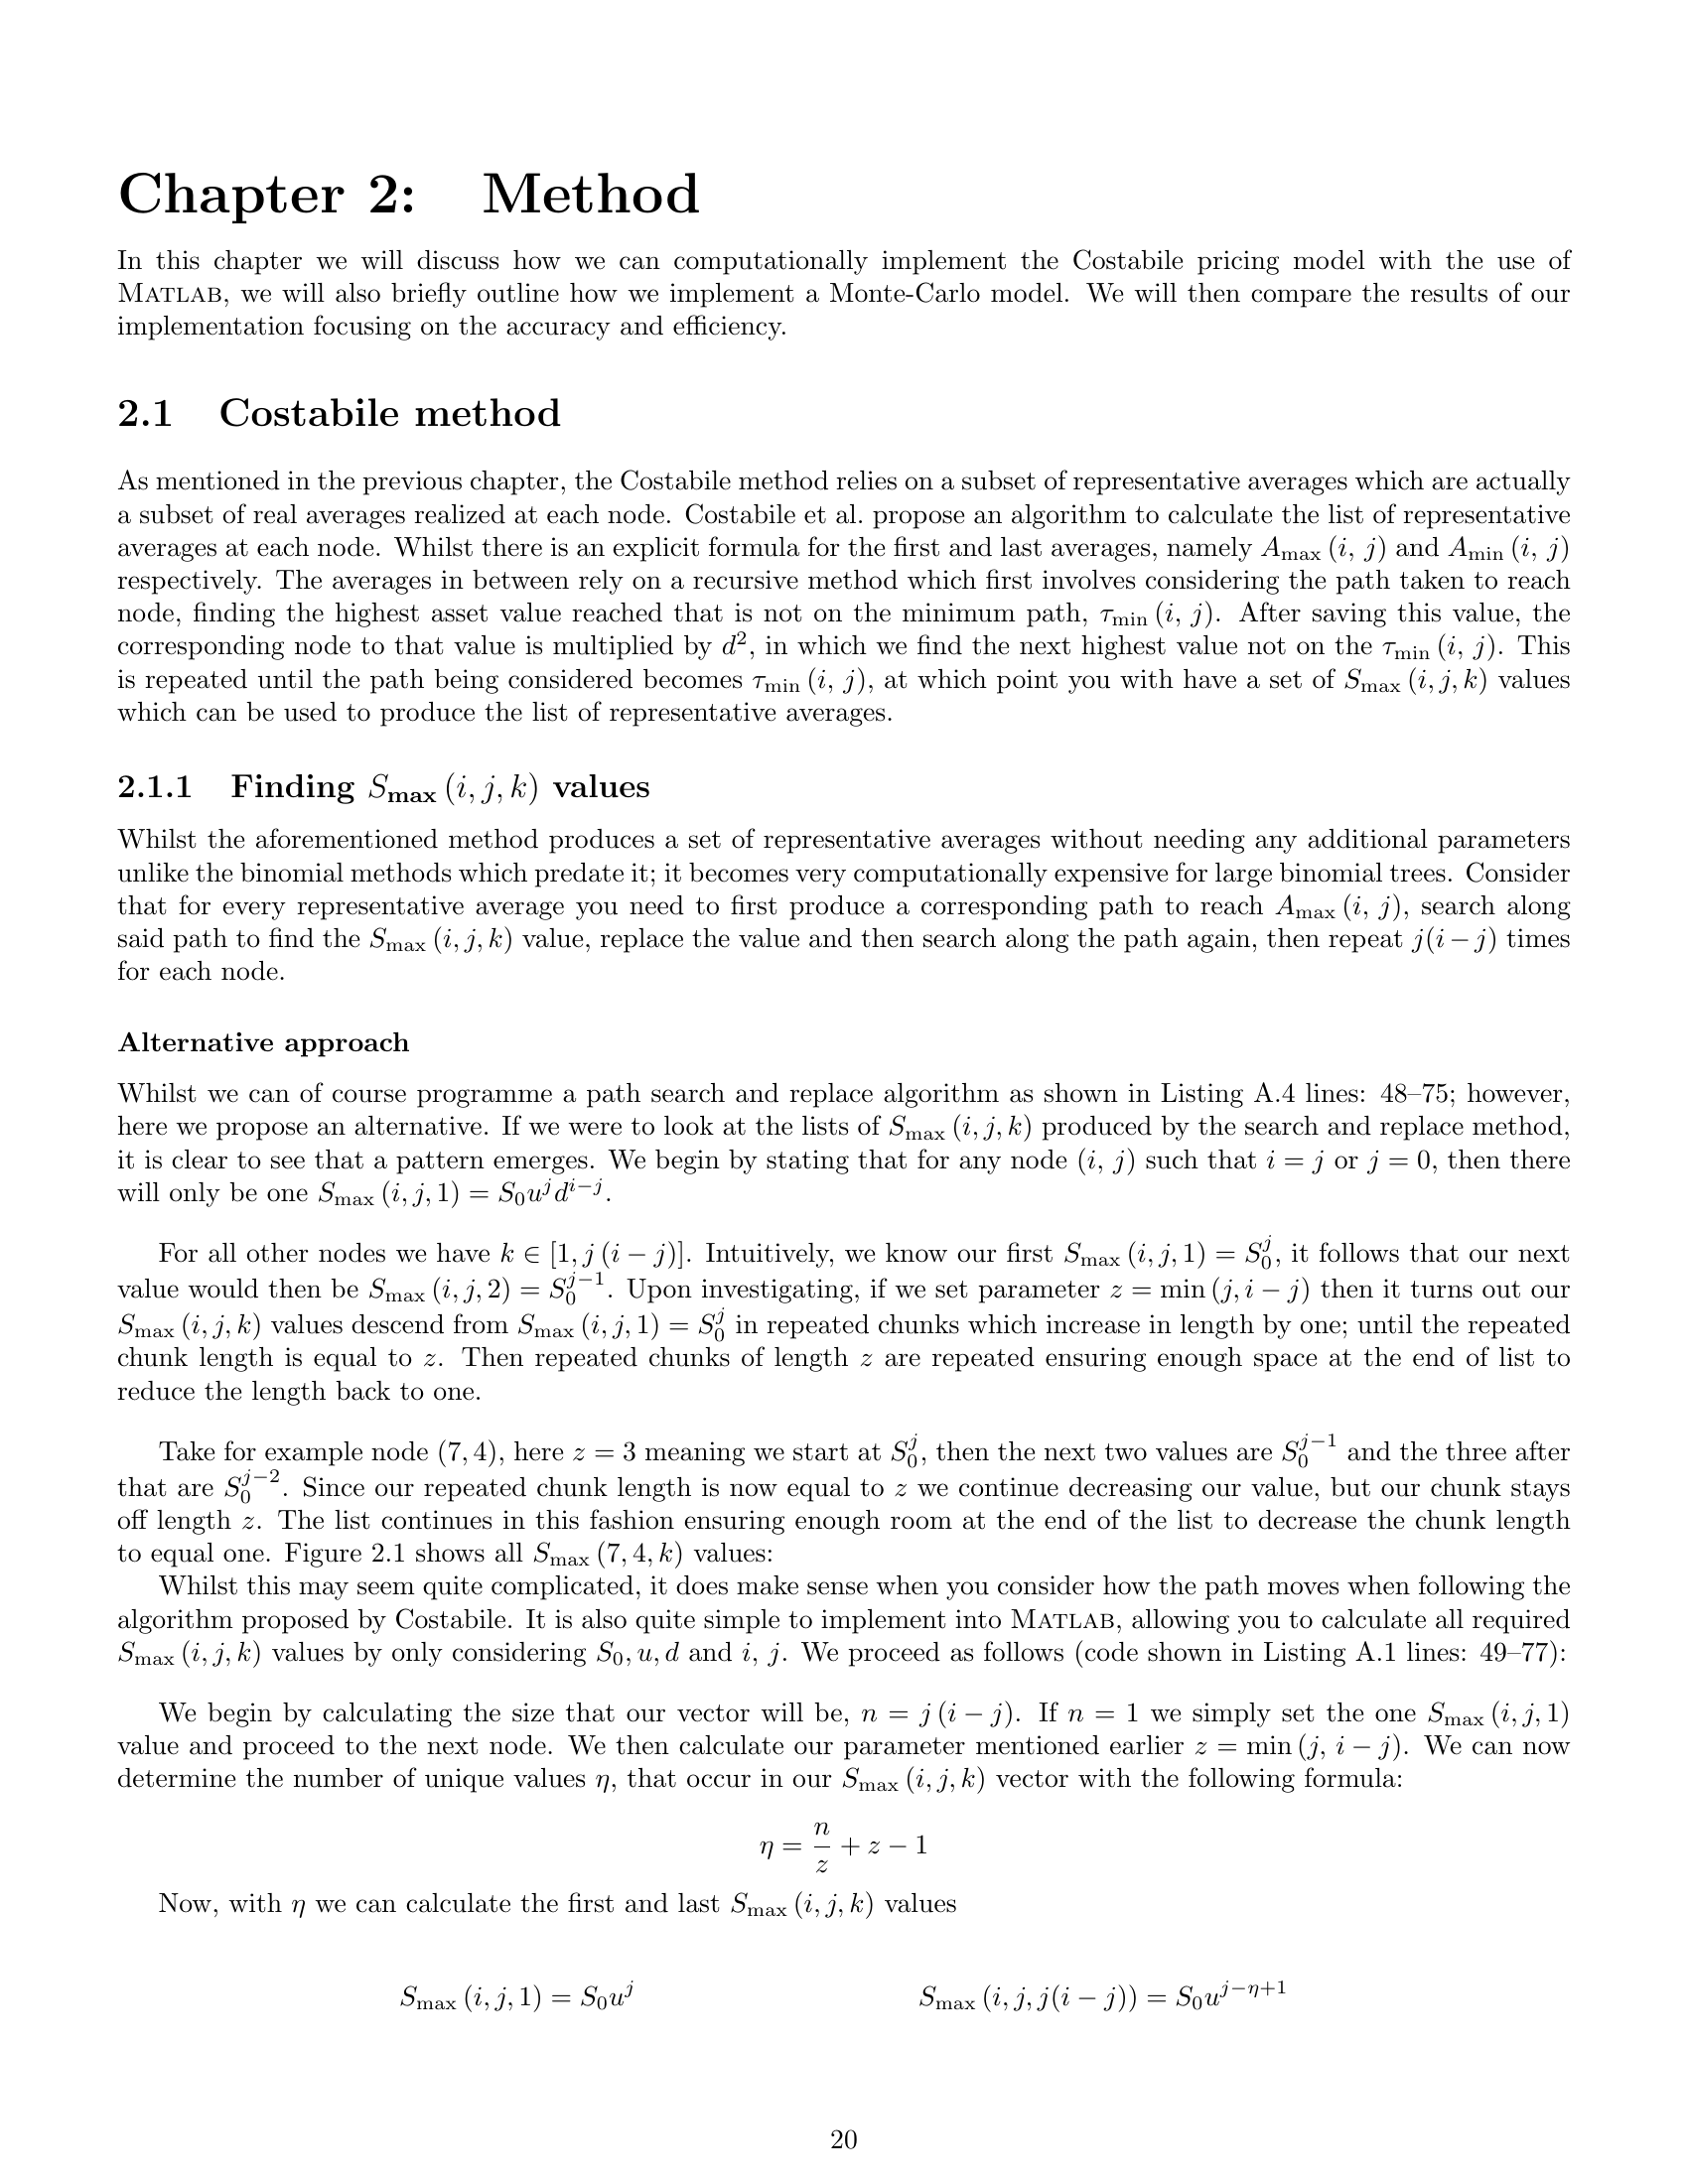 Chapter 2: Method
In this chapter we will discuss how we can computationally implement the Costabile pricing model with the use of
MATLAB, we will also briefly outline how we implement a Monte-Carlo model. We will then compare the results of our
implementation focusing on the accuracy and efficiency.
2.1 Costabile method
As mentioned in the previous chapter, the Costabile method relies on a subset of representative averages which are actually
a subset of real averages realized at each node. Costabile et al. propose an algorithm to calculate the list of representative
averages at each node. Whilst there is an explicit formula for the first and last averages, namely $A_{\max}(i, j)$ and $A_{\min}(i, j)$
respectively. The averages in between rely on a recursive method which first involves considering the path taken to reach
node, finding the highest asset value reached that is not on the minimum path, $\tau_{\min}(i, j)$. After saving this value, the
corresponding node to that value is multiplied by $d^2$, in which we find the next highest value not on the $\tau_{\min}(i, j)$. This
is repeated until the path being considered becomes $\tau_{\min}(i, j)$, at which point you with have a set of $S_{\max}(i, j, k)$ values
which can be used to produce the list of representative averages.
2.1.1 Finding $S_{\max}(i, j, k)$ values
Whilst the aforementioned method produces a set of representative averages without needing any additional parameters
unlike the binomial methods which predate it; it becomes very computationally expensive for large binomial trees. Consider
that for every representative average you need to first produce a corresponding path to reach $A_{\max}(i, j)$, search along
said path to find the $S_{\max}(i, j, k)$ value, replace the value and then search along the path again, then repeat $j(i-j)$ times
for each node.
Alternative approach
Whilst we can of course programme a path search and replace algorithm as shown in Listing A.4 lines: 48–75; however,
here we propose an alternative. If we were to look at the lists of $S_{\max}(i, j, k)$ produced by the search and replace method,
it is clear to see that a pattern emerges. We begin by stating that for any node $(i, j)$ such that $i = j$ or $j = 0$, then there
will only be one $S_{\max}(i, j, 1) = S_0 u^j d^{i-j}$.
For all other nodes we have $k \in [1, j(i-j)]$. Intuitively, we know our first $S_{\max}(i, j, 1) = S_0^j$, it follows that our next
value would then be $S_{\max}(i, j, 2) = S_0^{j-1}$. Upon investigating, if we set parameter $z = \min(j, i-j)$ then it turns out our
$S_{\max}(i, j, k)$ values descend from $S_{\max}(i, j, 1) = S_0^j$ in repeated chunks which increase in length by one; until the repeated
chunk length is equal to $z$. Then repeated chunks of length $z$ are repeated ensuring enough space at the end of list to
reduce the length back to one.
Take for example node $(7, 4)$, here $z = 3$ meaning we start at $S_0^j$, then the next two values are $S_0^{j-1}$ and the three after
that are $S_0^{j-2}$. Since our repeated chunk length is now equal to $z$ we continue decreasing our value, but our chunk stays
off length $z$. The list continues in this fashion ensuring enough room at the end of the list to decrease the chunk length
to equal one. Figure 2.1 shows all $S_{\max}(7, 4, k)$ values:
Whilst this may seem quite complicated, it does make sense when you consider how the path moves when following the
algorithm proposed by Costabile. It is also quite simple to implement into MATLAB, allowing you to calculate all required
$S_{\max}(i, j, k)$ values by only considering $S_0, u, d$ and $i, j$. We proceed as follows (code shown in Listing A.1 lines: 49–77):
We begin by calculating the size that our vector will be, $n = j(i-j)$. If $n = 1$ we simply set the one $S_{\max}(i, j, 1)$
value and proceed to the next node. We then calculate our parameter mentioned earlier $z = \min(j, i-j)$. We can now
determine the number of unique values $\eta$, that occur in our $S_{\max}(i, j, k)$ vector with the following formula:
$\eta = \frac{n}{z} + z - 1$
Now, with $\eta$ we can calculate the first and last $S_{\max}(i, j, k)$ values
$S_{\max}(i, j, 1) = S_0 u^j$ $S_{\max}(i, j, j(i-j)) = S_0 u^{j-\eta+1}$
20